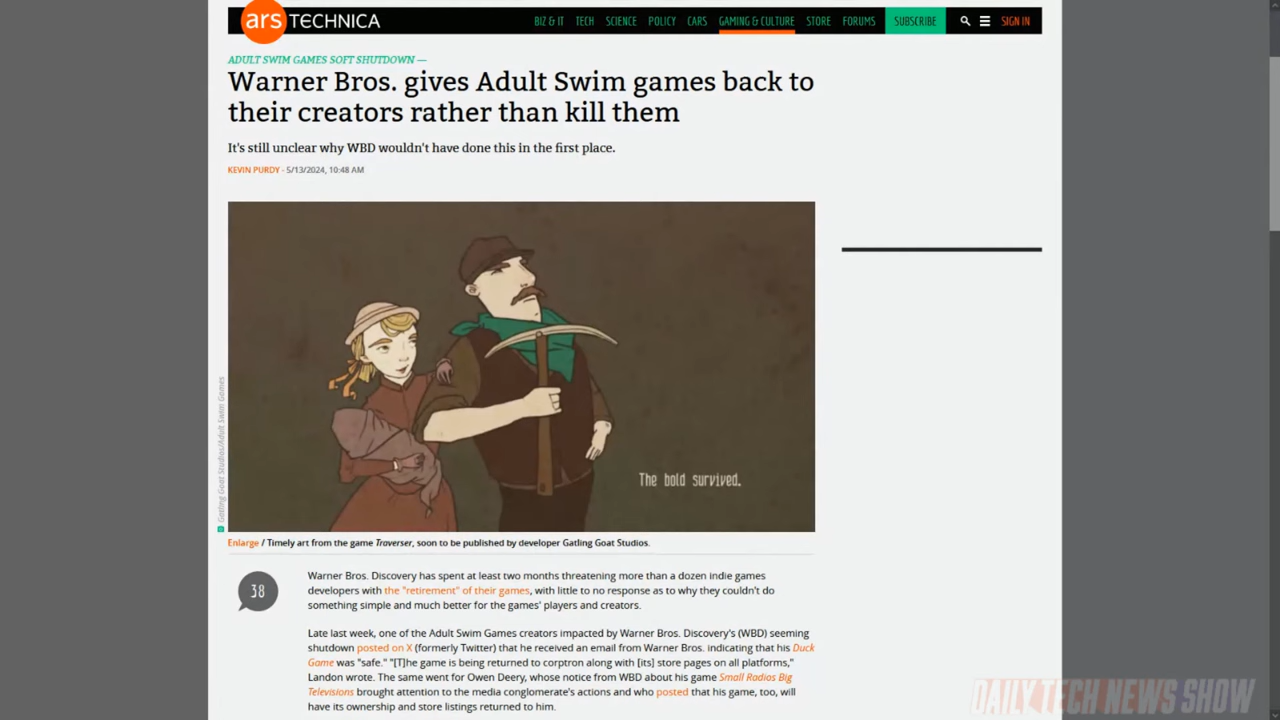 ars TECHNICA
BIZ & IT TECH SCIENCE POLICY CARS GAMING & CULTURE STORE FORUMS SUBSCRIBE SIGN IN
ADULT SWIM GAMES SOFT SHUTDOWN —
Warner Bros. gives Adult Swim games back to
their creators rather than kill them
It's still unclear why WBD wouldn't have done this in the first place.
KEVIN PURDY - 5/13/2024, 10:48 AM
The bold survived.
Gatling Goat Studios/Adult Swim Games
Enlarge / Timely art from the game Traverser, soon to be published by developer Gatling Goat Studios.
38
Warner Bros. Discovery has spent at least two months threatening more than a dozen indie games
developers with the "retirement" of their games, with little to no response as to why they couldn't do
something simple and much better for the games' players and creators.
Late last week, one of the Adult Swim Games creators impacted by Warner Bros. Discovery's (WBD) seeming
shutdown posted on X (formerly Twitter) that he received an email from Warner Bros. indicating that his Duck
Game was "safe." "[T]he game is being returned to corptron along with [its] store pages on all platforms,"
Landon wrote. The same went for Owen Deery, whose notice from WBD about his game Small Radios Big
Televisions brought attention to the media conglomerate's actions and who posted that his game, too, will
have its ownership and store listings returned to him.
DAILY TECH NEWS SHOW